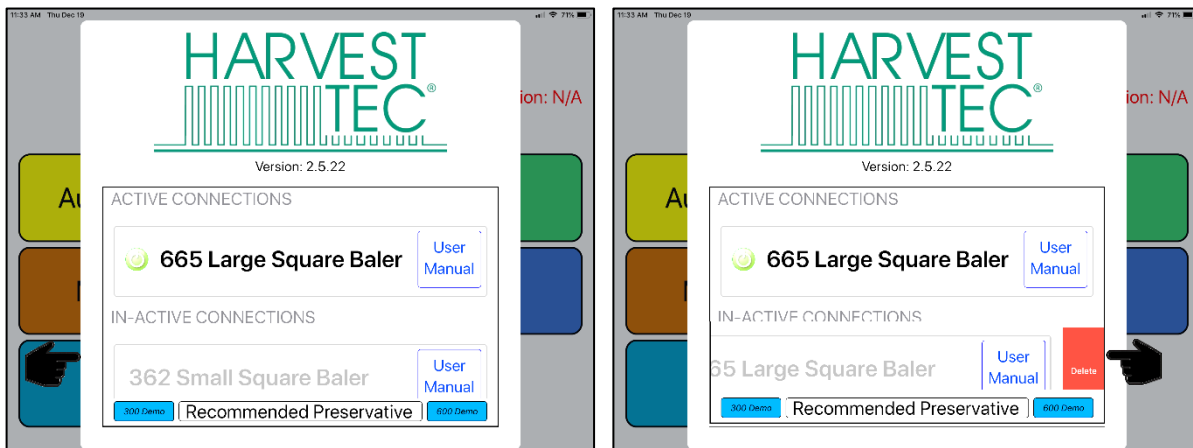 11:33 AM Thu Dec 19
71%
HARVEST
TEC®
ion: N/A
Version: 2.5.22
Au
ACTIVE CONNECTIONS
665 Large Square Baler
User
Manual
IN-ACTIVE CONNECTIONS
362 Small Square Baler
User
Manual
300 Demo
Recommended Preservative
600 Demo
11:33 AM Thu Dec 19
71%
HARVEST
TEC®
ion: N/A
Version: 2.5.22
Au
ACTIVE CONNECTIONS
665 Large Square Baler
User
Manual
IN-ACTIVE CONNECTIONS
65 Large Square Baler
User
Manual
Delete
300 Demo
Recommended Preservative
600 Demo